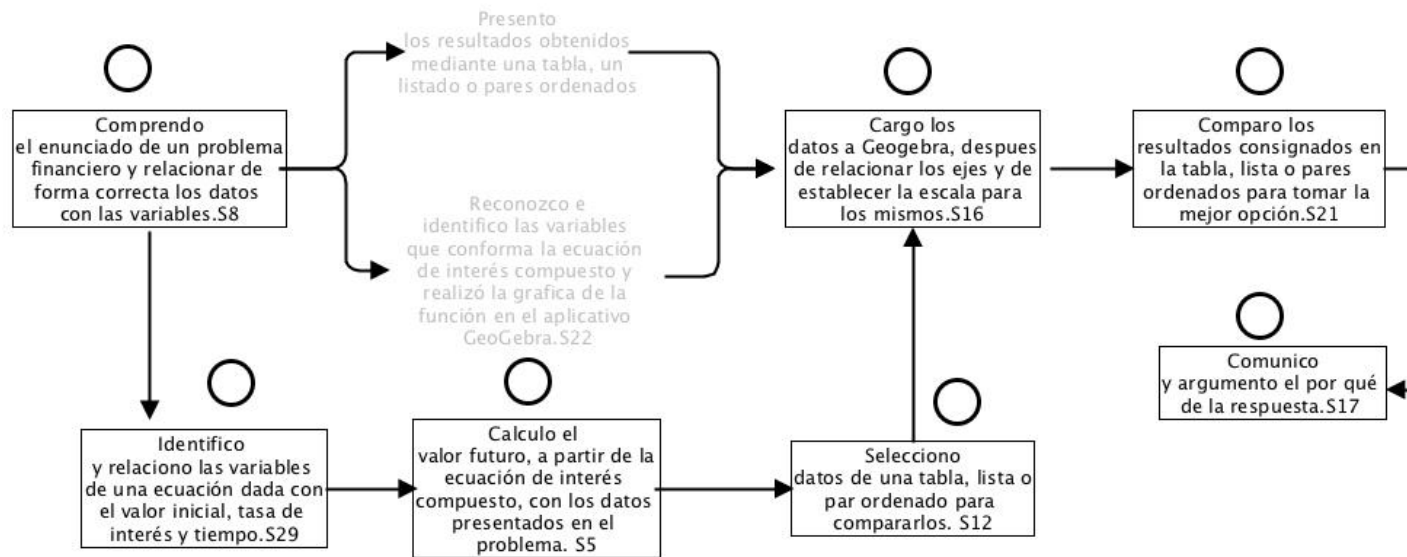 Presento
los resultados obtenidos
mediante una tabla, un
listado o pares ordenados
Comprendo
el enunciado de un problema
financiero y relacionar de
forma correcta los datos
con las variables.S8
Cargo los
datos a Geogebra, despues
de relacionar los ejes y de
establecer la escala para
los mismos.S16
Comparo los
resultados consignados en
la tabla, lista o pares
ordenados para tomar la
mejor opción.S21
Reconozco e
identifico las variables
que conforma la ecuación
de interés compuesto y
realizó la grafica de la
función en el aplicativo
GeoGebra.S22
Comunico
y argumento el por qué
de la respuesta.S17
Identifico
y relaciono las variables
de una ecuación dada con
el valor inicial, tasa de
interés y tiempo.S29
Calculo el
valor futuro, a partir de la
ecuación de interés
compuesto, con los datos
presentados en el
problema. S5
Selecciono
datos de una tabla, lista o
par ordenado para
compararlos. S12